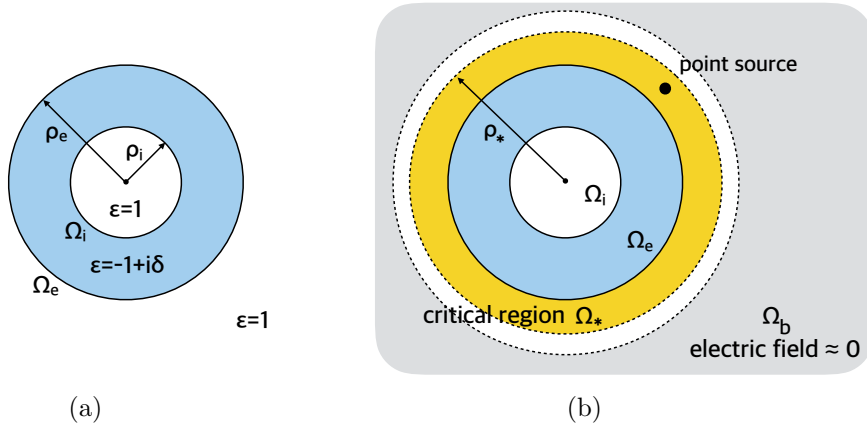 ρe
ρi
ε=1
Ωi
ε=-1+iδ
Ωe
ε=1
(a)
point source
ρ*
Ωi
Ωe
critical region Ω*
Ωb
electric field ≈ 0
(b)